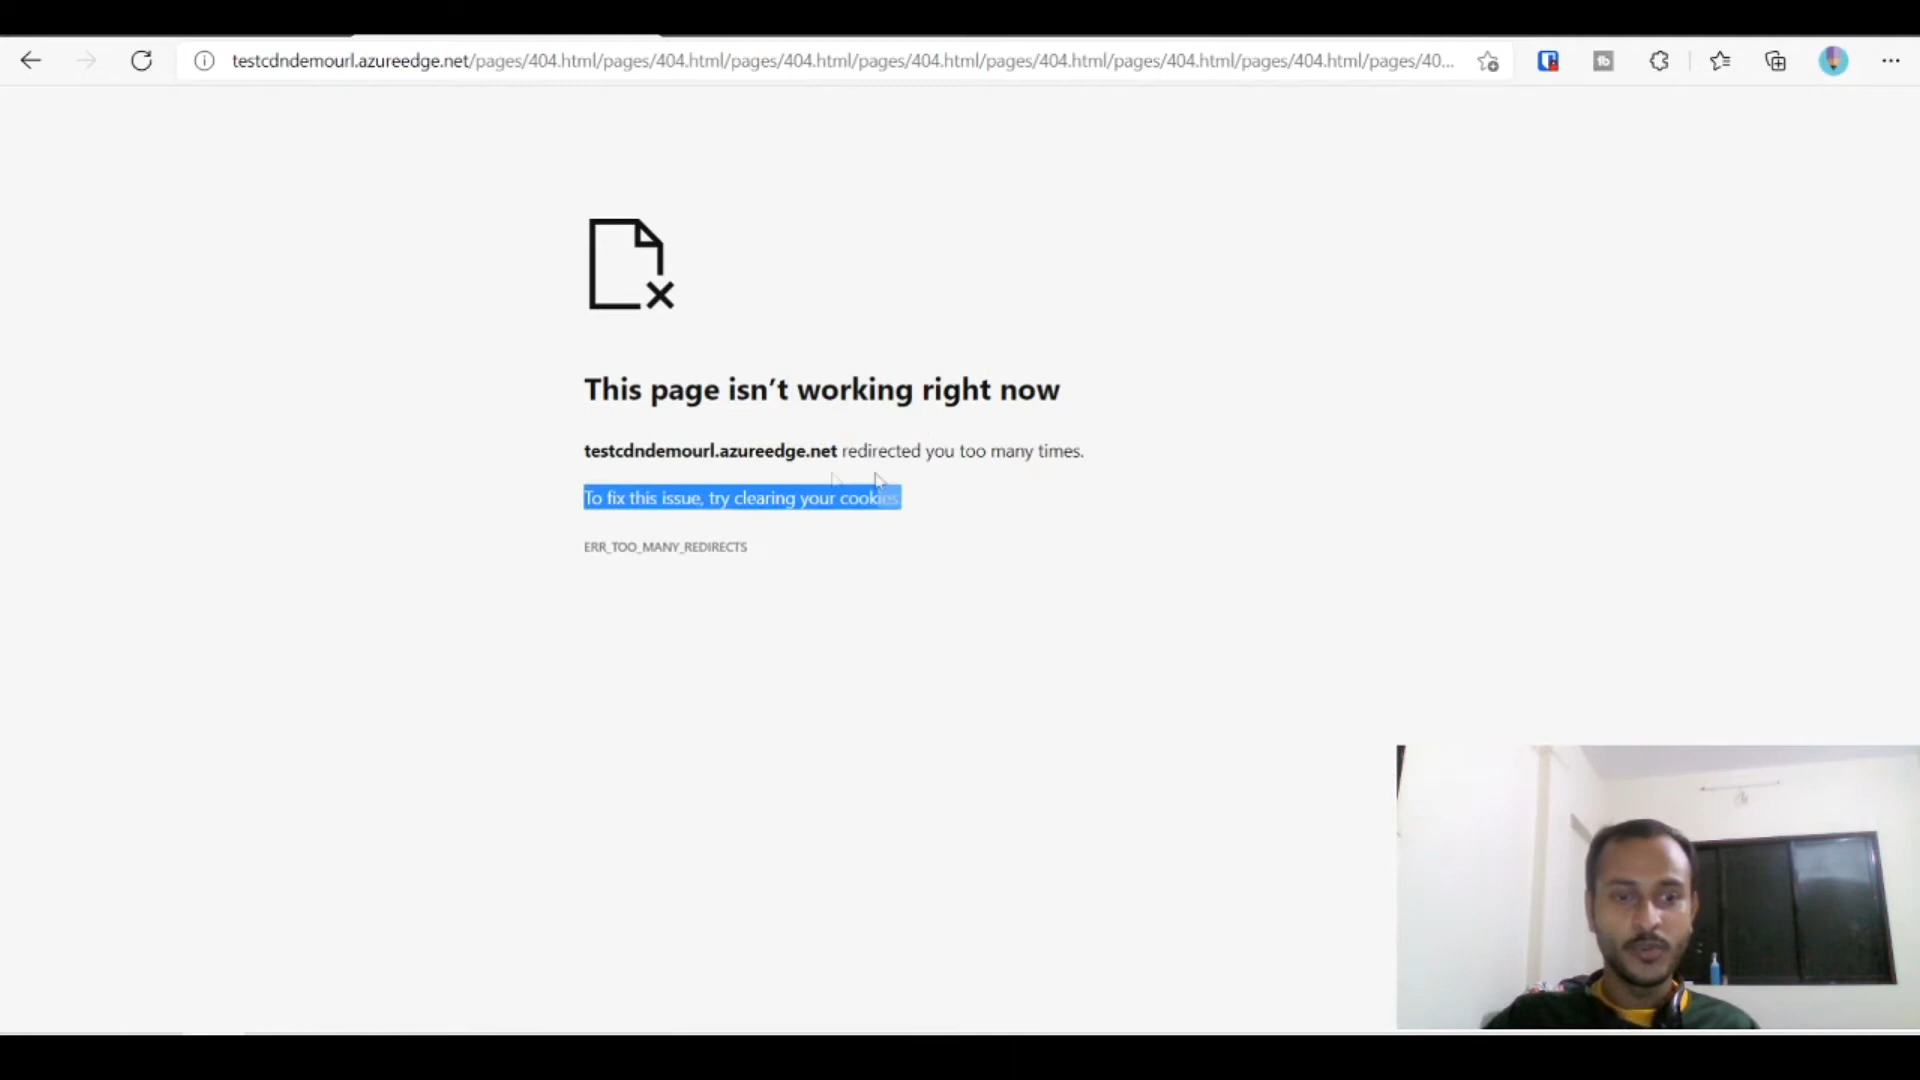 testcdndemourl.azureedge.net/pages/404.html/pages/404.html/pages/404.html/pages/404.html/pages/404.html/pages/404.html/pages/404.html/pages/40...
This page isn’t working right now
testcdndemourl.azureedge.net redirected you too many times.
To fix this issue, try clearing your cookies.
ERR_TOO_MANY_REDIRECTS